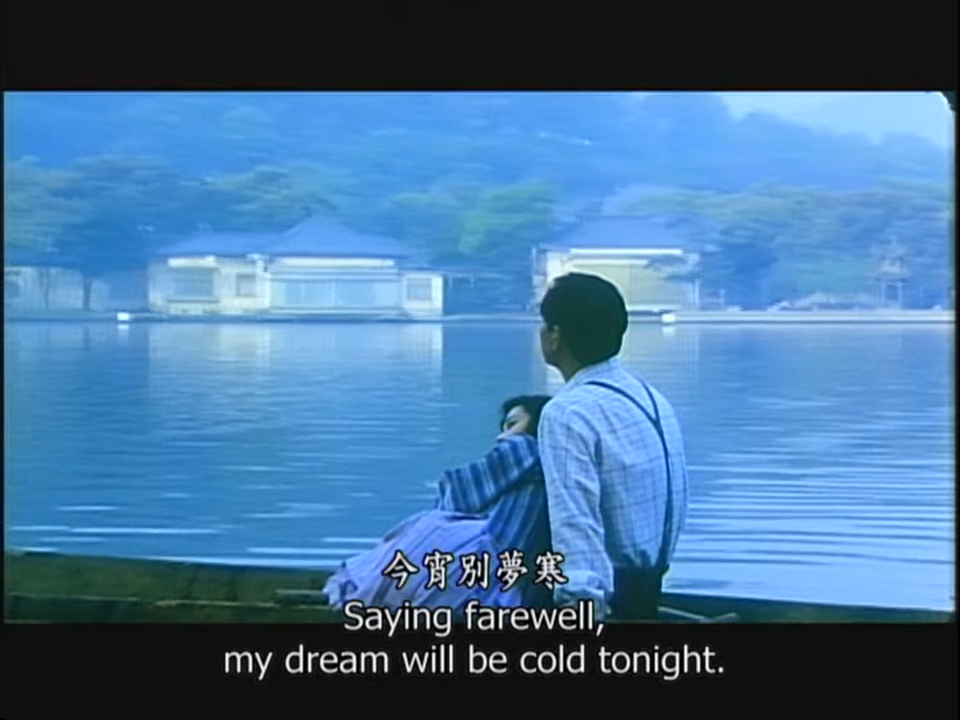 今宵別夢寒
Saying farewell,
my dream will be cold tonight.